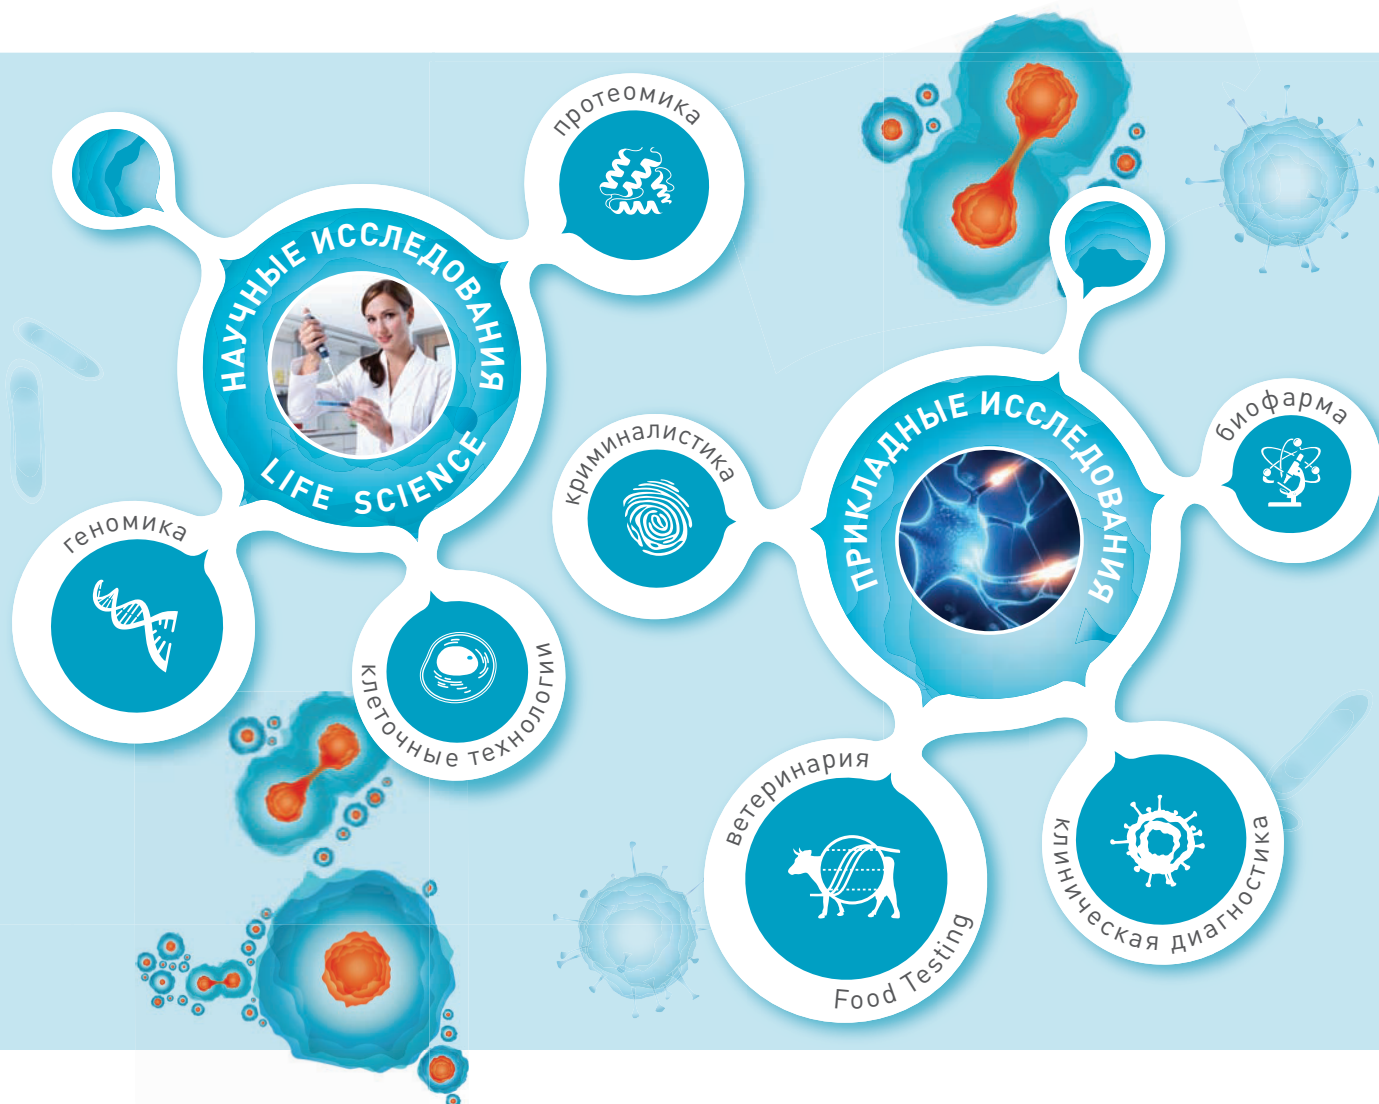 протеомика
НАУЧНЫЕ ИССЛЕДОВАНИЯ
LIFE SCIENCE
геномика
клеточные технологии
биофарма
криминалистика
ПРИКЛАДНЫЕ ИССЛЕДОВАНИЯ
ветеринария
Food Testing
клиническая диагностика